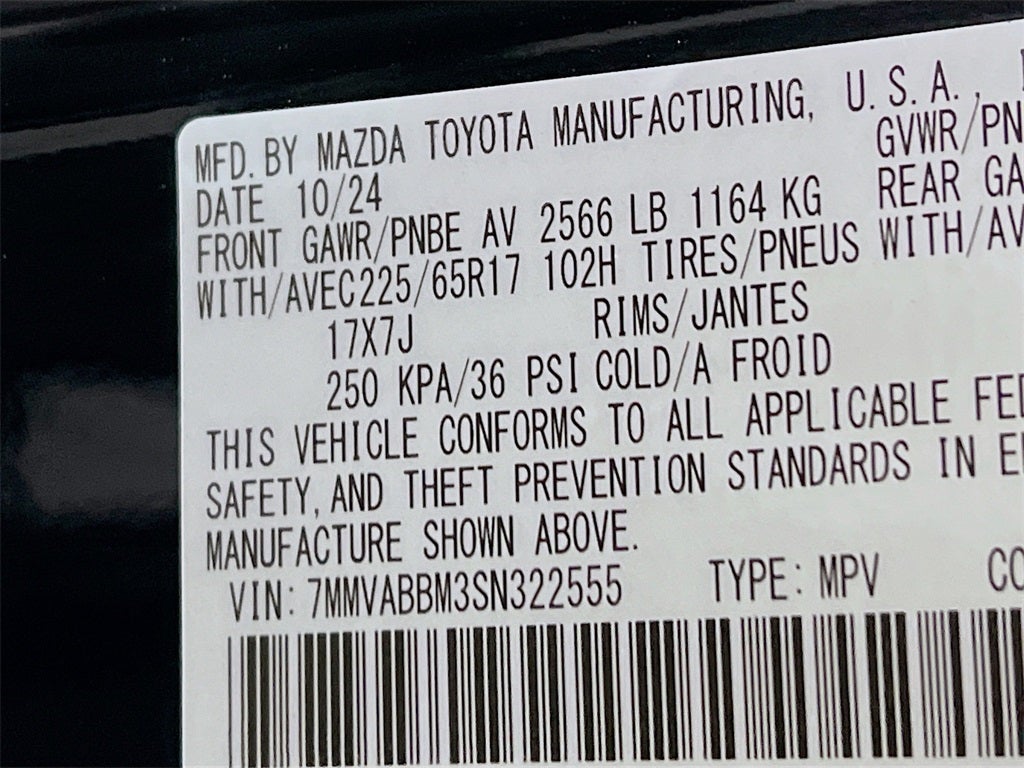 MFD. BY MAZDA TOYOTA MANUFACTURING, U.S.A.,
DATE 10/24 GVWR/PN
FRONT GAWR/PNBE AV 2566 LB 1164 KG REAR GA
WITH/AVEC225/65R17 102H TIRES/PNEUS WITH/AV
17X7J RIMS/JANTES
250 KPA/36 PSI COLD/A FROID
THIS VEHICLE CONFORMS TO ALL APPLICABLE FE
SAFETY, AND THEFT PREVENTION STANDARDS IN E
MANUFACTURE SHOWN ABOVE.
VIN: 7MMVABBM3SN322555 TYPE: MPV CO